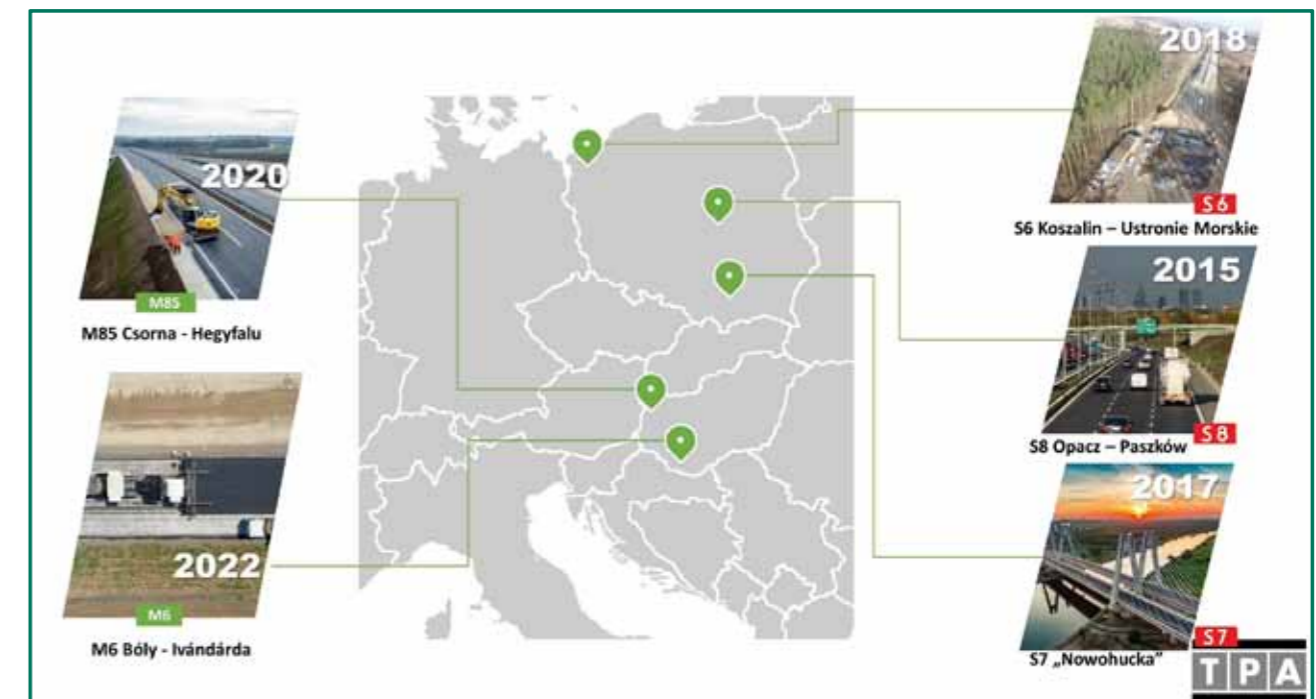 2020
M85
M85 Csorna - Hegyfalu
2022
M6
M6 Bóly - Ivándárda
2018
S6
S6 Koszalin – Ustronie Morskie
2015
S8
S8 Opacz – Paszków
2017
S7
S7 „Nowohucka”
TPA